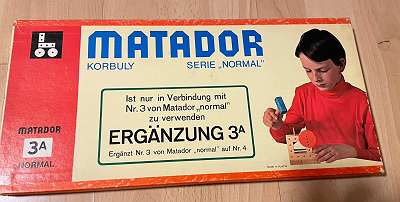 MATADOR
KORBULY SERIE „NORMAL"
Ist nur in Verbindung mit
Nr. 3 von Matador „normal"
zu verwenden
ERGÄNZUNG 3A
Ergänzt Nr. 3 von Matador „normal" auf Nr. 4
MATADOR
3A
NORMAL